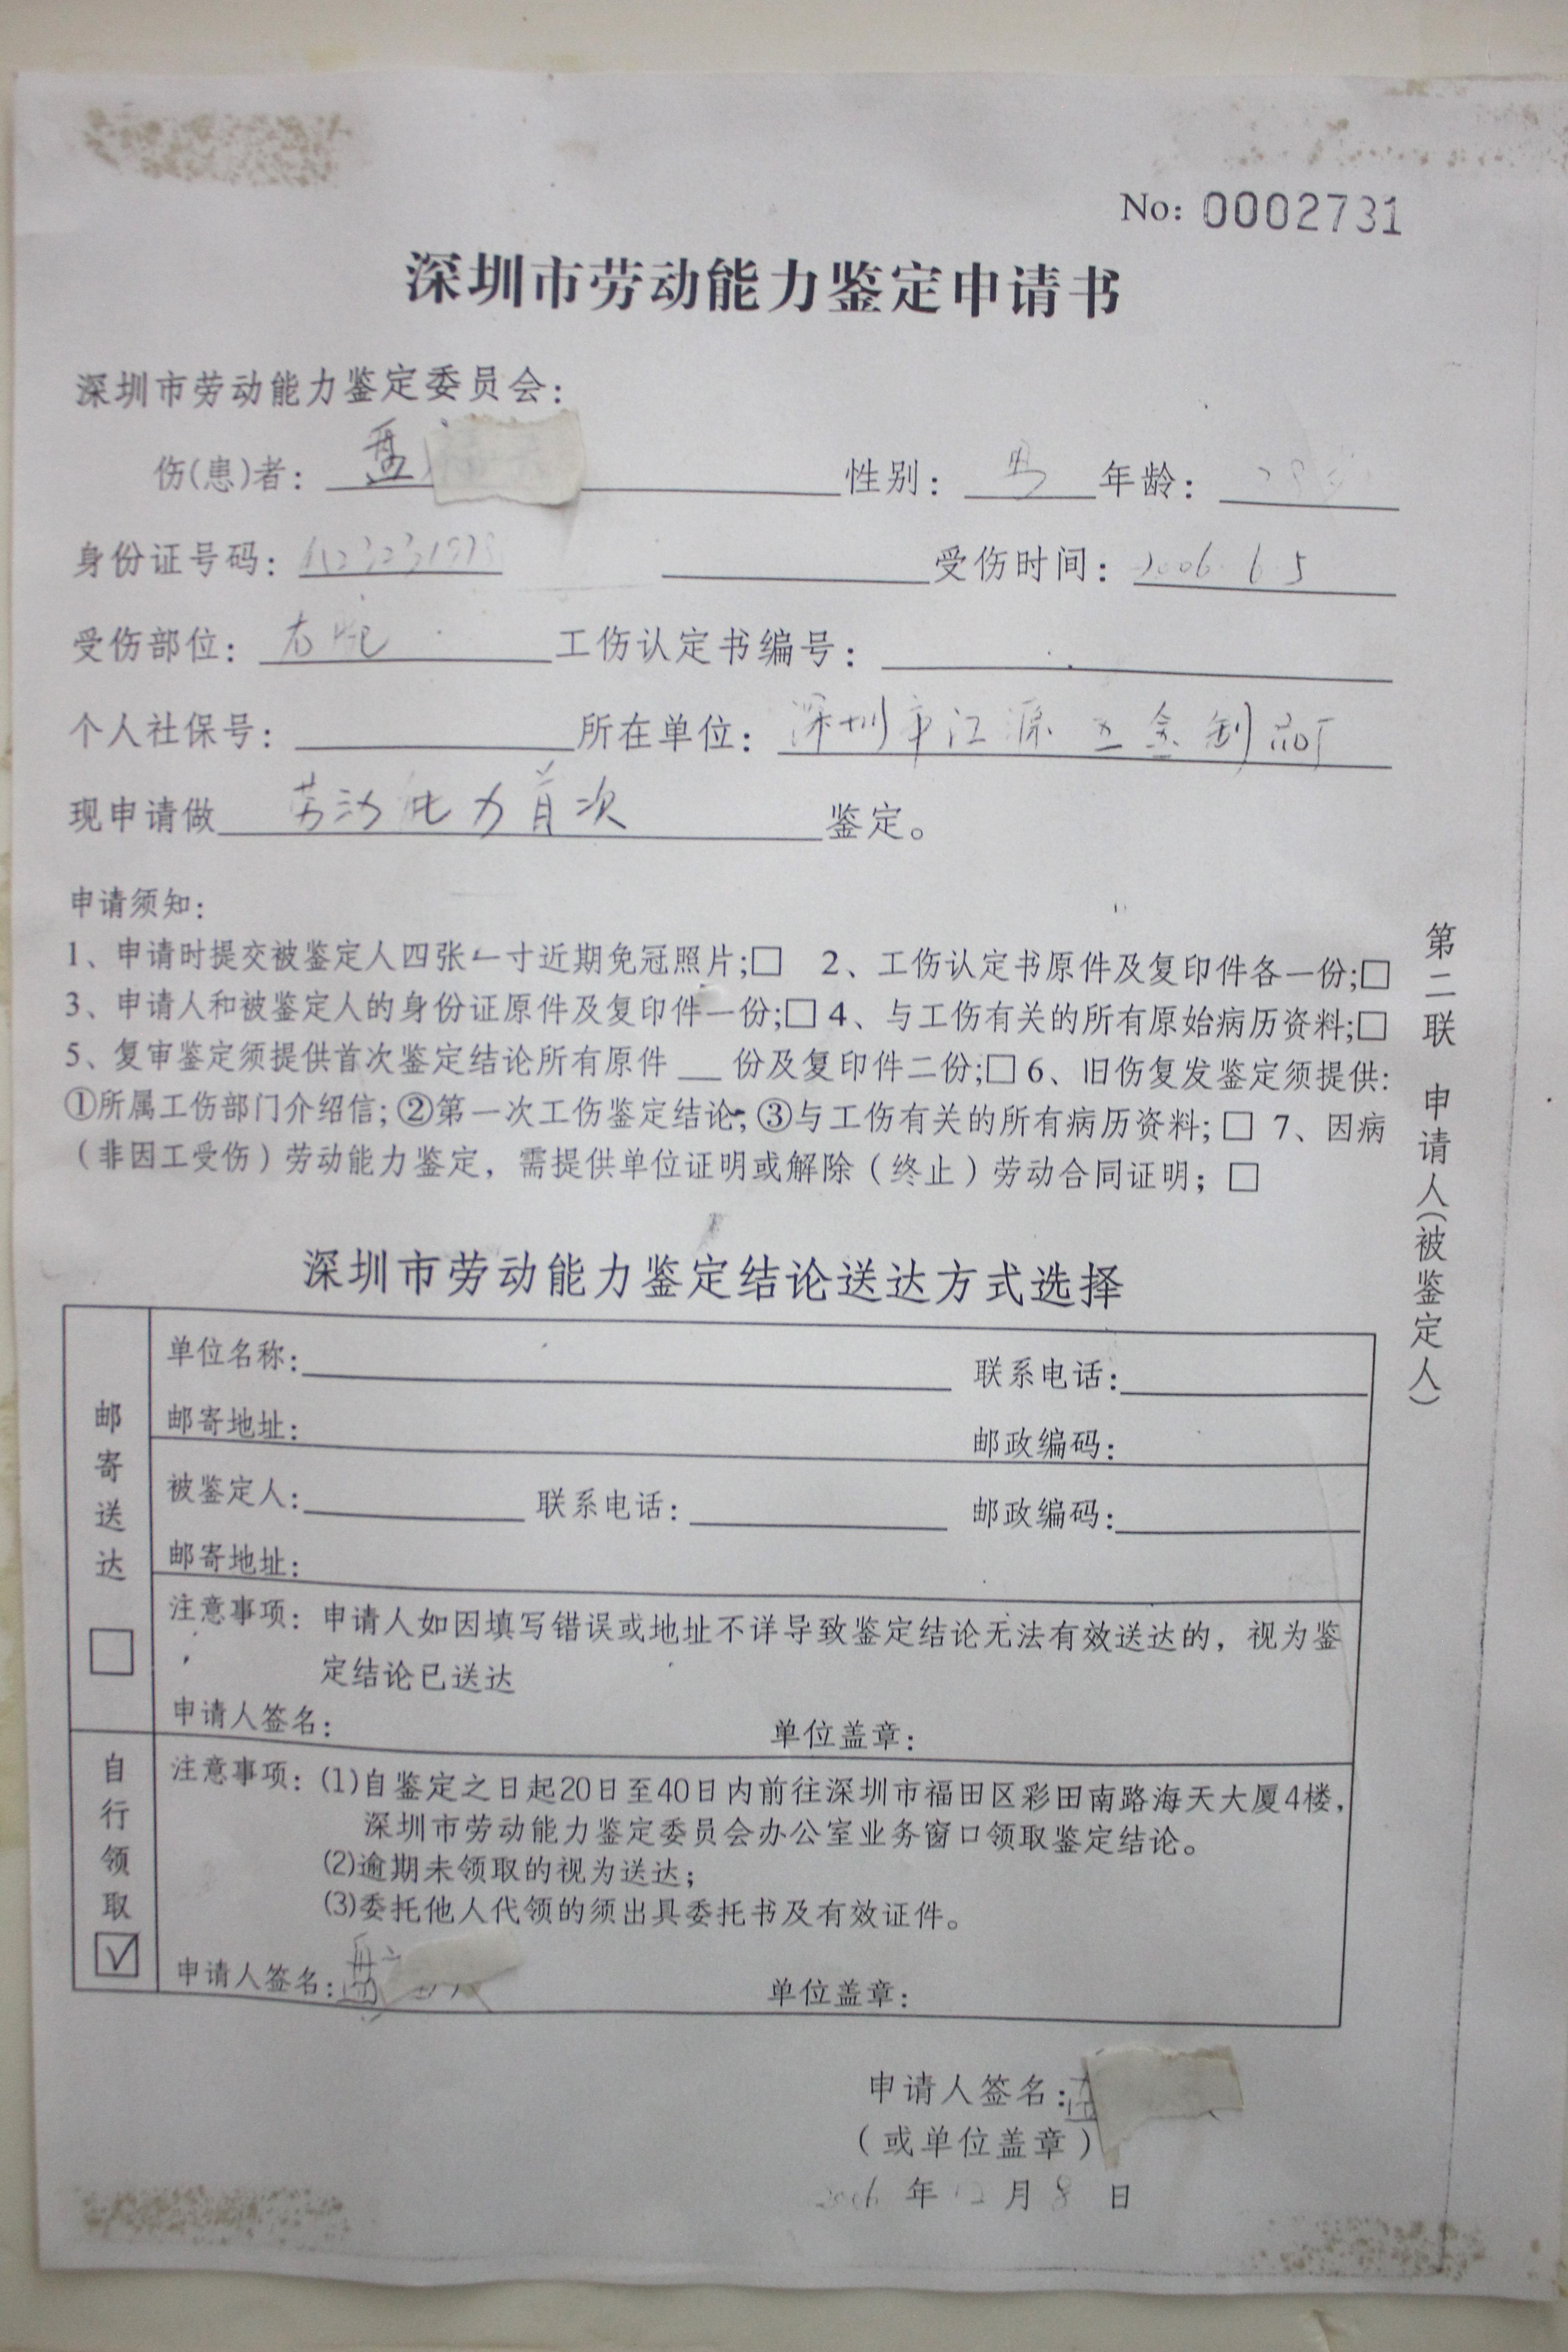 No: 0002731
深圳市劳动能力鉴定申请书
深圳市劳动能力鉴定委员会：
伤(患)者： 盘 性别： 男 年龄： 28
身份证号码： 受伤时间： 2006.6.5
受伤部位： 右腕 工伤认定书编号：
个人社保号： 所在单位： 深圳市江源五金制品厂
现申请做 劳动能力首次 鉴定。
申请须知：
1、申请时提交被鉴定人四张一寸近期免冠照片；□ 2、工伤认定书原件及复印件各一份；□
3、申请人和被鉴定人的身份证原件及复印件一份；□ 4、与工伤有关的所有原始病历资料；□
5、复审鉴定须提供首次鉴定结论所有原件 __ 份及复印件二份；□ 6、旧伤复发鉴定须提供：
①所属工伤部门介绍信；②第一次工伤鉴定结论；③与工伤有关的所有病历资料；□ 7、因病
（非因工受伤）劳动能力鉴定，需提供单位证明或解除（终止）劳动合同证明；□
第二联 申请人（被鉴定人）
深圳市劳动能力鉴定结论送达方式选择
邮寄送达 □
单位名称： 联系电话：
邮寄地址： 邮政编码：
被鉴定人： 联系电话： 邮政编码：
邮寄地址：
注意事项：申请人如因填写错误或地址不详导致鉴定结论无法有效送达的，视为鉴
定结论已送达
申请人签名： 单位盖章：
自行领取 ☑
注意事项：(1)自鉴定之日起20日至40日内前往深圳市福田区彩田南路海天大厦4楼，
深圳市劳动能力鉴定委员会办公室业务窗口领取鉴定结论。
(2)逾期未领取的视为送达；
(3)委托他人代领的须出具委托书及有效证件。
申请人签名：盘 单位盖章：
申请人签名：
（或单位盖章）
2006 年 12 月 8 日